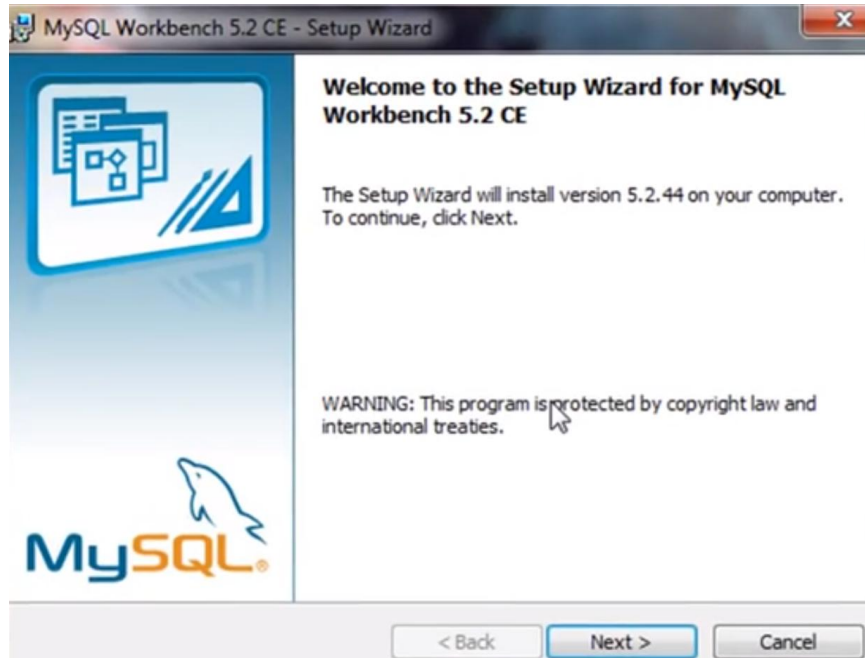 MySQL Workbench 5.2 CE - Setup Wizard
Welcome to the Setup Wizard for MySQL
Workbench 5.2 CE
The Setup Wizard will install version 5.2.44 on your computer.
To continue, click Next.
WARNING: This program is protected by copyright law and
international treaties.
MySQL®
< Back
Next >
Cancel